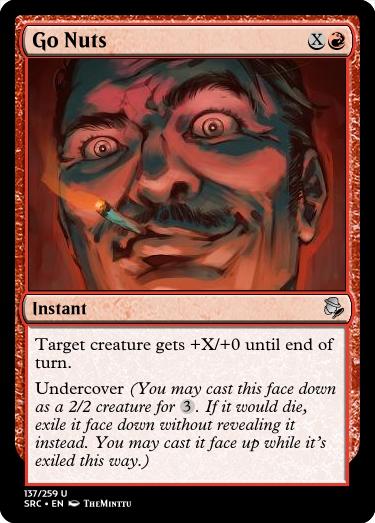 Go Nuts X
Instant
Target creature gets +X/+0 until end of
turn.
Undercover (You may cast this face down
as a 2/2 creature for 3. If it would die,
exile it face down without revealing it
instead. You may cast it face up while it's
exiled this way.)
137/259 U
SRC • EN TheMinttu